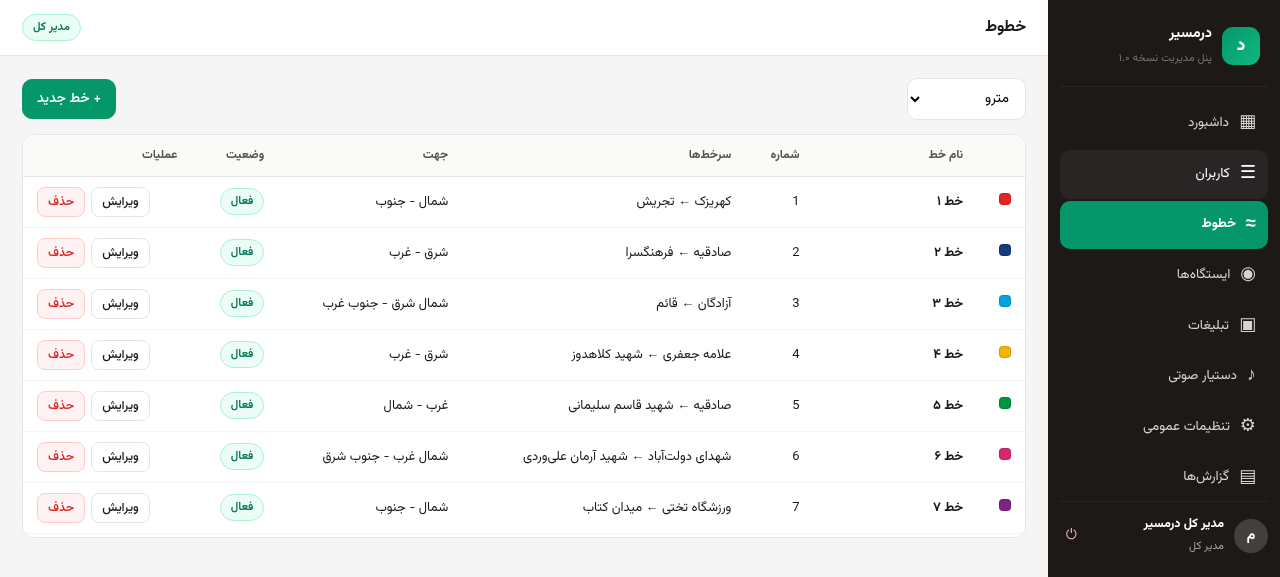 د
درمسیر
پنل مدیریت نسخه ۱.۰
داشبورد
کاربران
خطوط
ایستگاه‌ها
تبلیغات
دستیار صوتی
تنظیمات عمومی
گزارش‌ها
م
مدیر کل درمسیر
مدیر کل
خطوط
مدیر کل
مترو
+ خط جدید
نام خط شماره سرخط‌ها جهت وضعیت عملیات
خط ۱ 1 کهریزک ← تجریش شمال - جنوب فعال ویرایش حذف
خط ۲ 2 صادقیه ← فرهنگسرا شرق - غرب فعال ویرایش حذف
خط ۳ 3 آزادگان ← قائم شمال شرق - جنوب غرب فعال ویرایش حذف
خط ۴ 4 علامه جعفری ← شهید کلاهدوز شرق - غرب فعال ویرایش حذف
خط ۵ 5 صادقیه ← شهید قاسم سلیمانی غرب - شمال فعال ویرایش حذف
خط ۶ 6 شهدای دولت‌آباد ← شهید آرمان علی‌وردی شمال غرب - جنوب شرق فعال ویرایش حذف
خط ۷ 7 ورزشگاه تختی ← میدان کتاب شمال - جنوب فعال ویرایش حذف